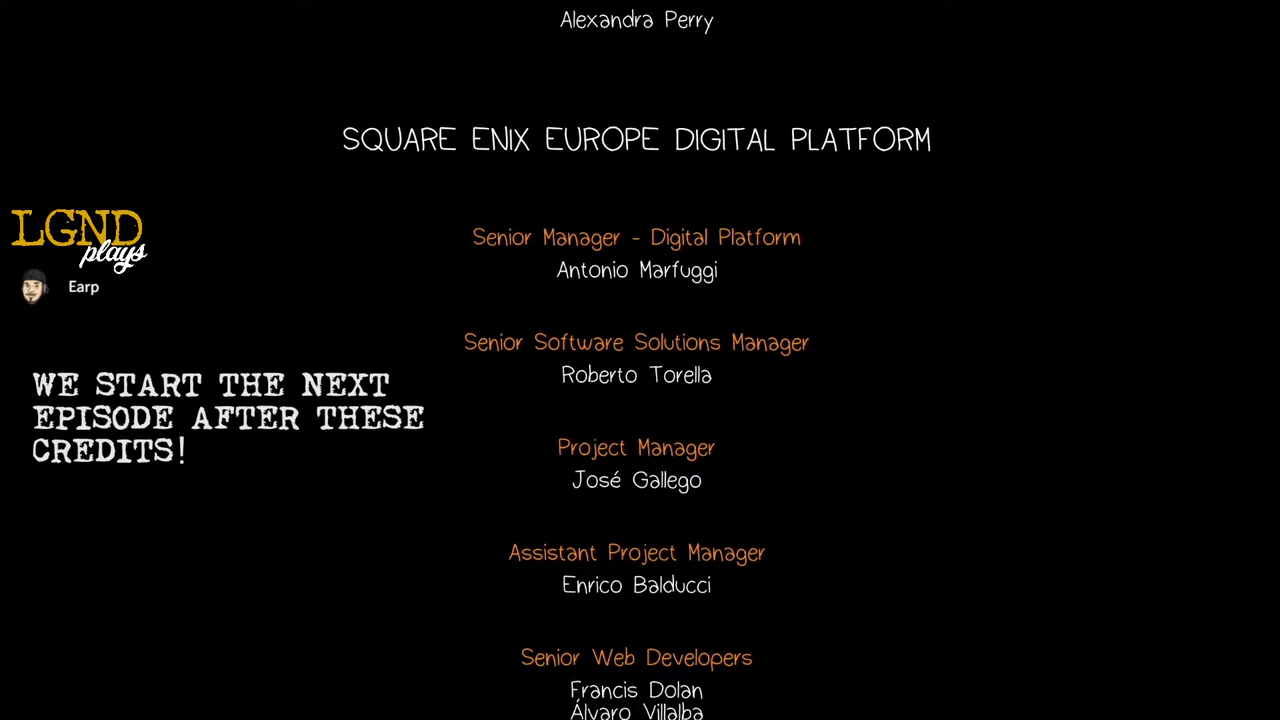 Alexandra Perry
SQUARE ENIX EUROPE DIGITAL PLATFORM
LGND
plays
Earp
WE START THE NEXT
EPISODE AFTER THESE
CREDITS!
Senior Manager - Digital Platform
Antonio Marfuggi
Senior Software Solutions Manager
Roberto Torella
Project Manager
José Gallego
Assistant Project Manager
Enrico Balducci
Senior Web Developers
Francis Dolan
Álvaro Villalba